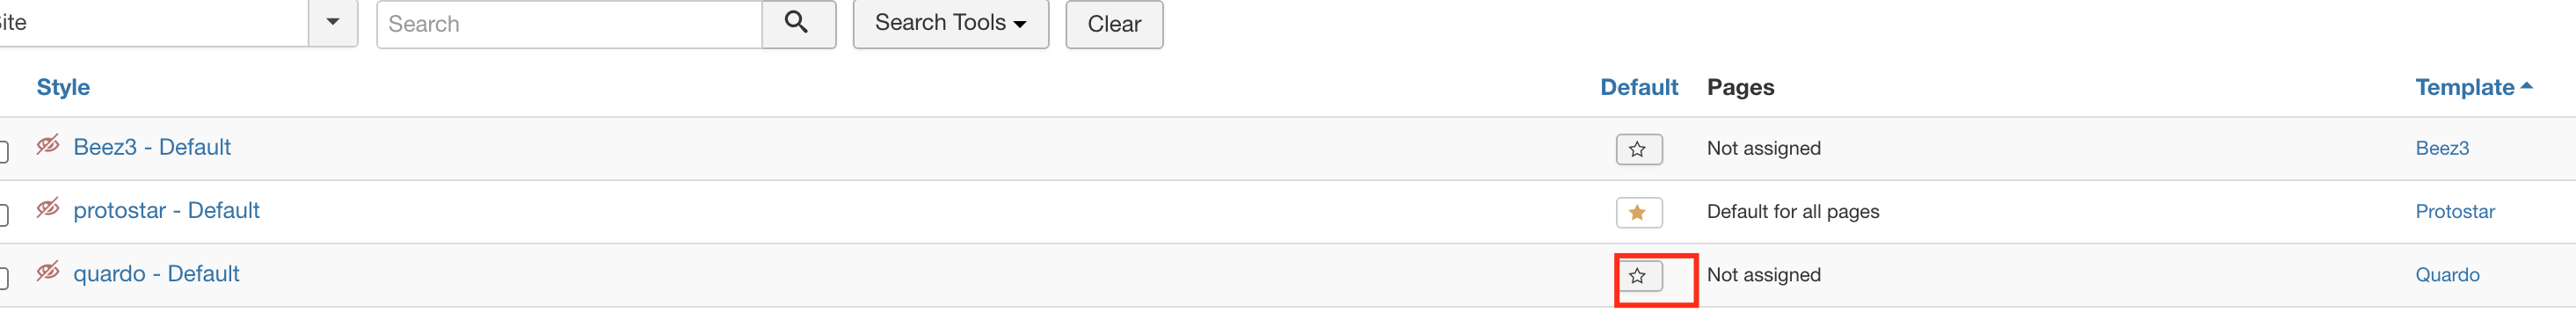 ite Search Search Tools Clear
Style Default Pages Template
Beez3 - Default Not assigned Beez3
protostar - Default Default for all pages Protostar
quardo - Default Not assigned Quardo